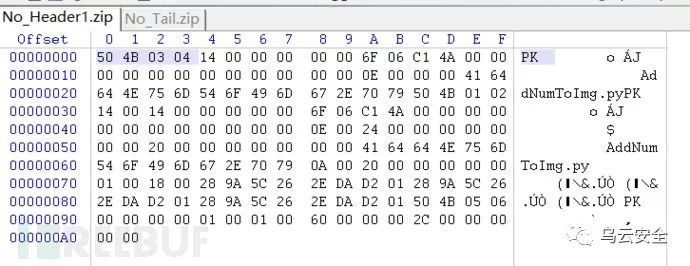 No_Header1.zip No_Tail.zip
Offset 0 1 2 3 4 5 6 7 8 9 A B C D E F
00000000 50 4B 03 04 14 00 00 00 00 00 6F 06 C1 4A 00 00 PK o ÁJ
00000010 00 00 00 00 00 00 00 00 00 00 0E 00 00 00 41 64 Ad
00000020 64 4E 75 6D 54 6F 49 6D 67 2E 70 79 50 4B 01 02 dNumToImg.pyPK
00000030 14 00 14 00 00 00 00 00 6F 06 C1 4A 00 00 00 00 o ÁJ
00000040 00 00 00 00 00 00 00 00 0E 00 24 00 00 00 00 00 $
00000050 00 00 20 00 00 00 00 00 00 00 41 64 64 4E 75 6D AddNum
00000060 54 6F 49 6D 67 2E 70 79 0A 00 20 00 00 00 00 00 ToImg.py
00000070 01 00 18 00 28 9A 5C 26 2E DA D2 01 28 9A 5C 26 (\&.ÚÒ (\&
00000080 2E DA D2 01 28 9A 5C 26 2E DA D2 01 50 4B 05 06 .ÚÒ (\&.ÚÒ PK
00000090 00 00 00 00 01 00 01 00 60 00 00 00 2C 00 00 00 ` ,
000000A0 00 00
REEBUF
乌云安全